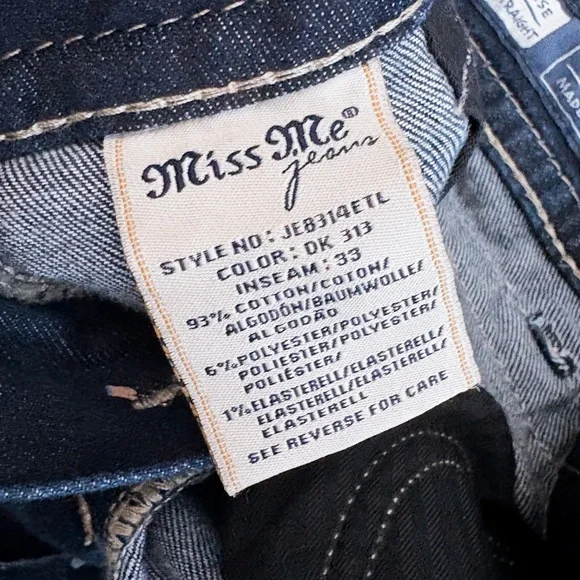 Miss Me®
jeans
STYLE NO: JE8314ETL
COLOR: DK 313
INSEAM: 33
93% COTTON/COTON/
ALGODÓN/BAUMWOLLE/
ALGODÃO
6%POLYESTER/POLYESTER/
POLIESTER/POLYESTER/
POLIÉSTER/
1%ELASTERELL/ELASTERELL/
ELASTERELL/ELASTERELL/
ELASTERELL
SEE REVERSE FOR CARE